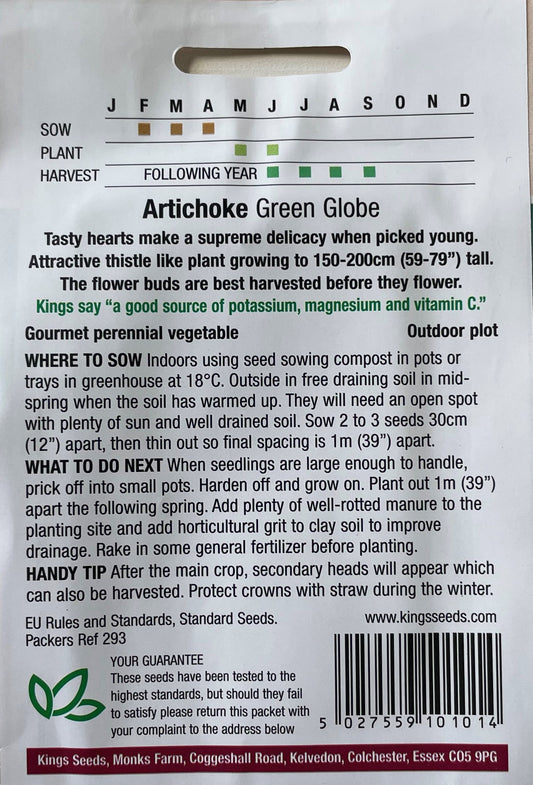 J F M A M J J A S O N D
SOW
PLANT
HARVEST FOLLOWING YEAR
Artichoke Green Globe
Tasty hearts make a supreme delicacy when picked young.
Attractive thistle like plant growing to 150-200cm (59-79”) tall.
The flower buds are best harvested before they flower.
Kings say “a good source of potassium, magnesium and vitamin C.”
Gourmet perennial vegetable Outdoor plot
WHERE TO SOW Indoors using seed sowing compost in pots or
trays in greenhouse at 18°C. Outside in free draining soil in mid-
spring when the soil has warmed up. They will need an open spot
with plenty of sun and well drained soil. Sow 2 to 3 seeds 30cm
(12”) apart, then thin out so final spacing is 1m (39”) apart.
WHAT TO DO NEXT When seedlings are large enough to handle,
prick off into small pots. Harden off and grow on. Plant out 1m (39”)
apart the following spring. Add plenty of well-rotted manure to the
planting site and add horticultural grit to clay soil to improve
drainage. Rake in some general fertilizer before planting.
HANDY TIP After the main crop, secondary heads will appear which
can also be harvested. Protect crowns with straw during the winter.
EU Rules and Standards, Standard Seeds. www.kingsseeds.com
Packers Ref 293
YOUR GUARANTEE
These seeds have been tested to the
highest standards, but should they fail
to satisfy please return this packet with
your complaint to the address below
5 027559 101014
Kings Seeds, Monks Farm, Coggeshall Road, Kelvedon, Colchester, Essex CO5 9PG